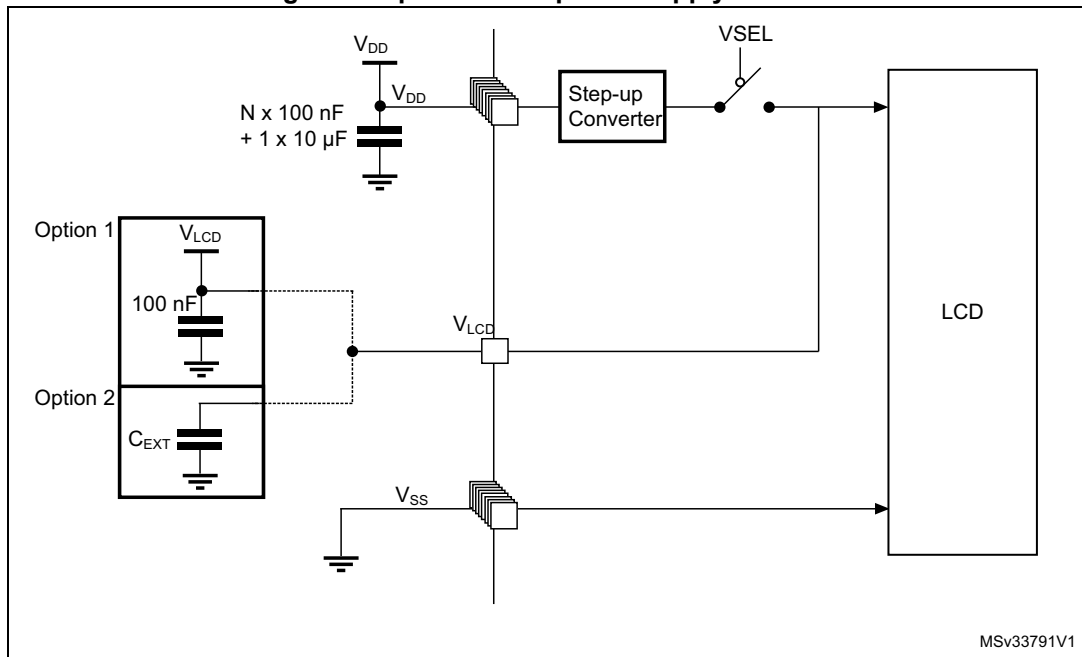 VDD
VSEL
VDD
N x 100 nF
+ 1 x 10 µF
Step-up
Converter
Option 1
VLCD
100 nF
VLCD
LCD
Option 2
CEXT
VSS
MSv33791V1